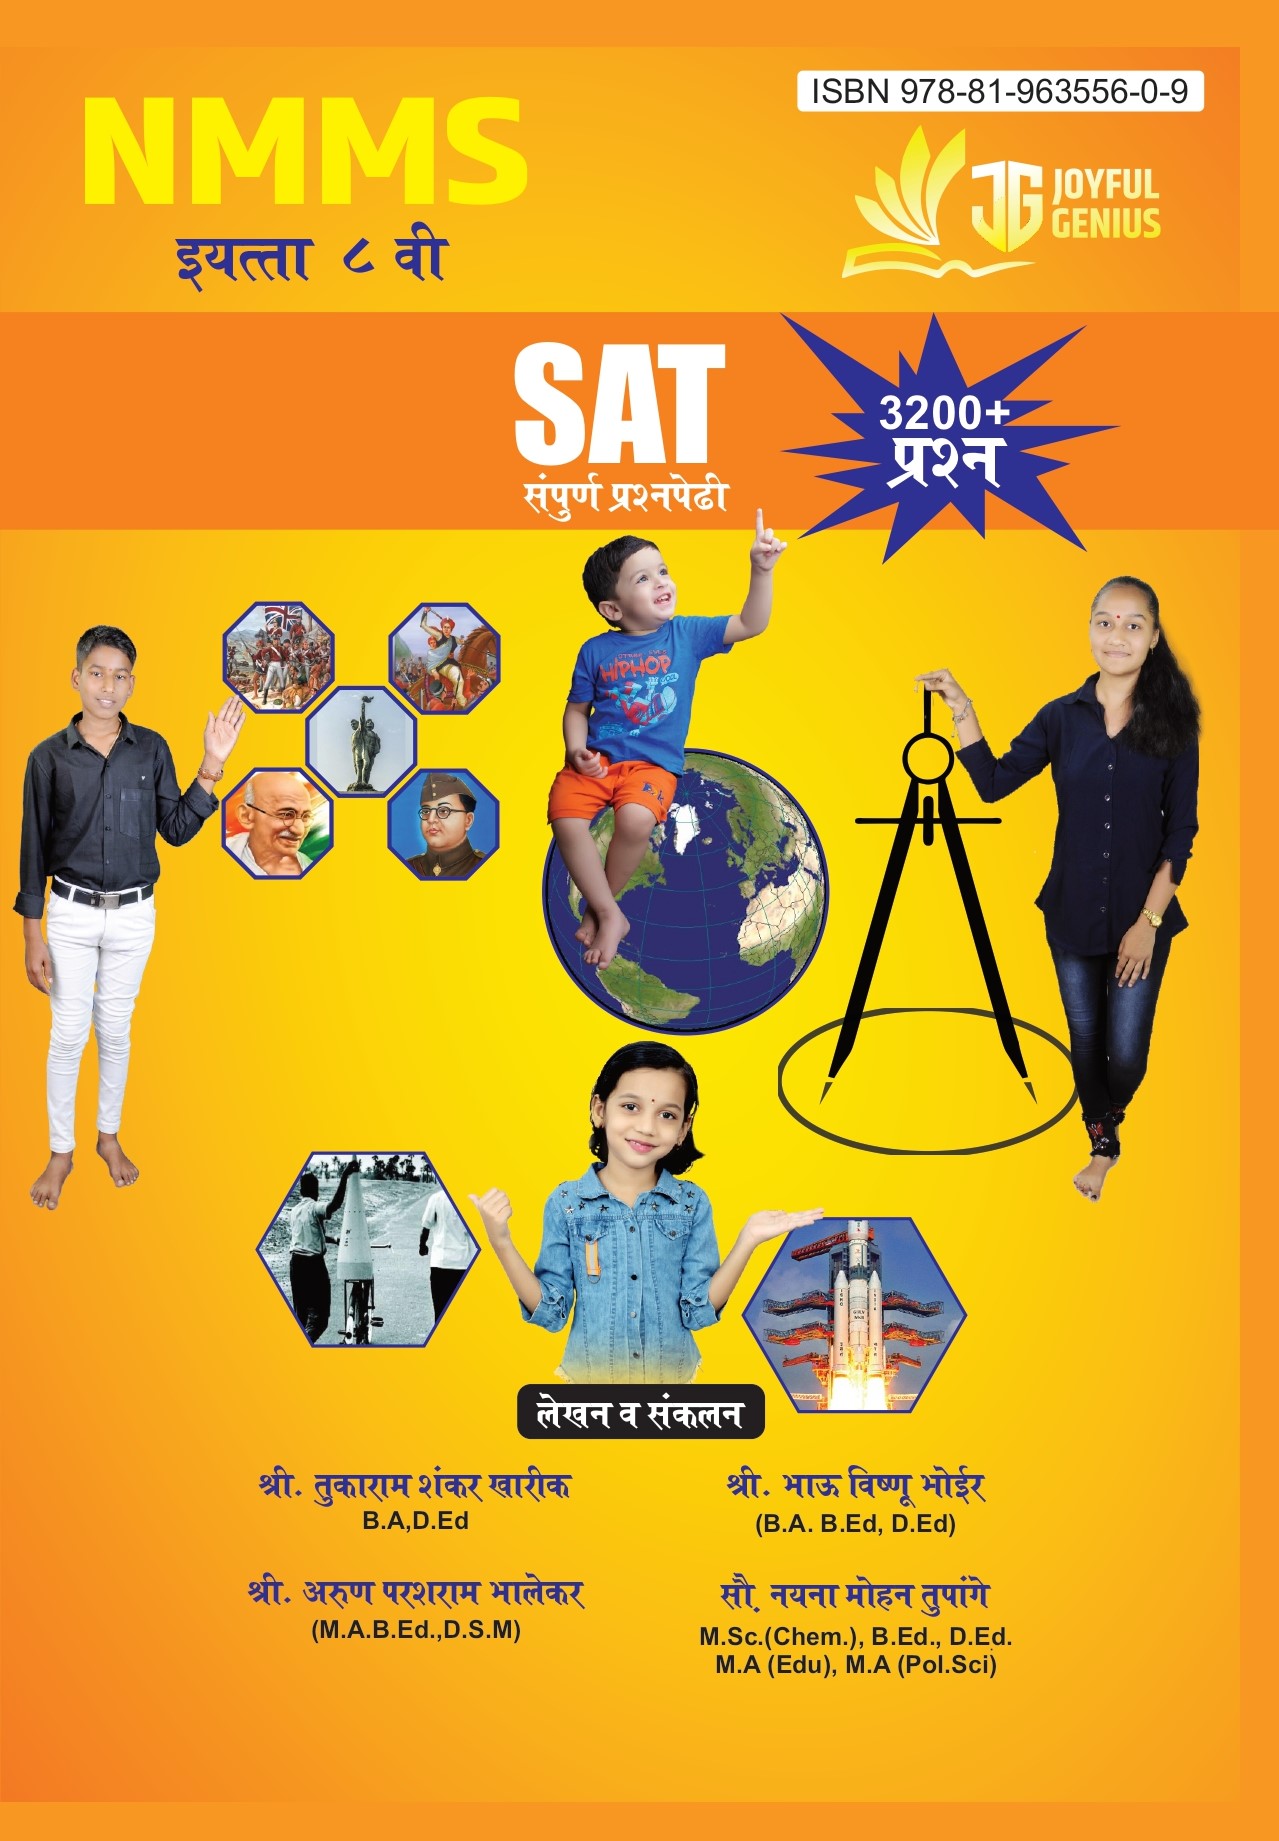 NMMS
इयत्ता ८ वी
ISBN 978-81-963556-0-9
JG JOYFUL
GENIUS
SAT
संपुर्ण प्रश्नपेढी
3200+
प्रश्न
HIPHOP
लेखन व संकलन
श्री. तुकाराम शंकर खारीक
B.A,D.Ed
श्री. भाऊ विष्णू भोईर
(B.A. B.Ed, D.Ed)
श्री. अरुण परशराम भालेकर
(M.A.B.Ed.,D.S.M)
सौ. नयना मोहन तुपांगे
M.Sc.(Chem.), B.Ed., D.Ed.
M.A (Edu), M.A (Pol.Sci)